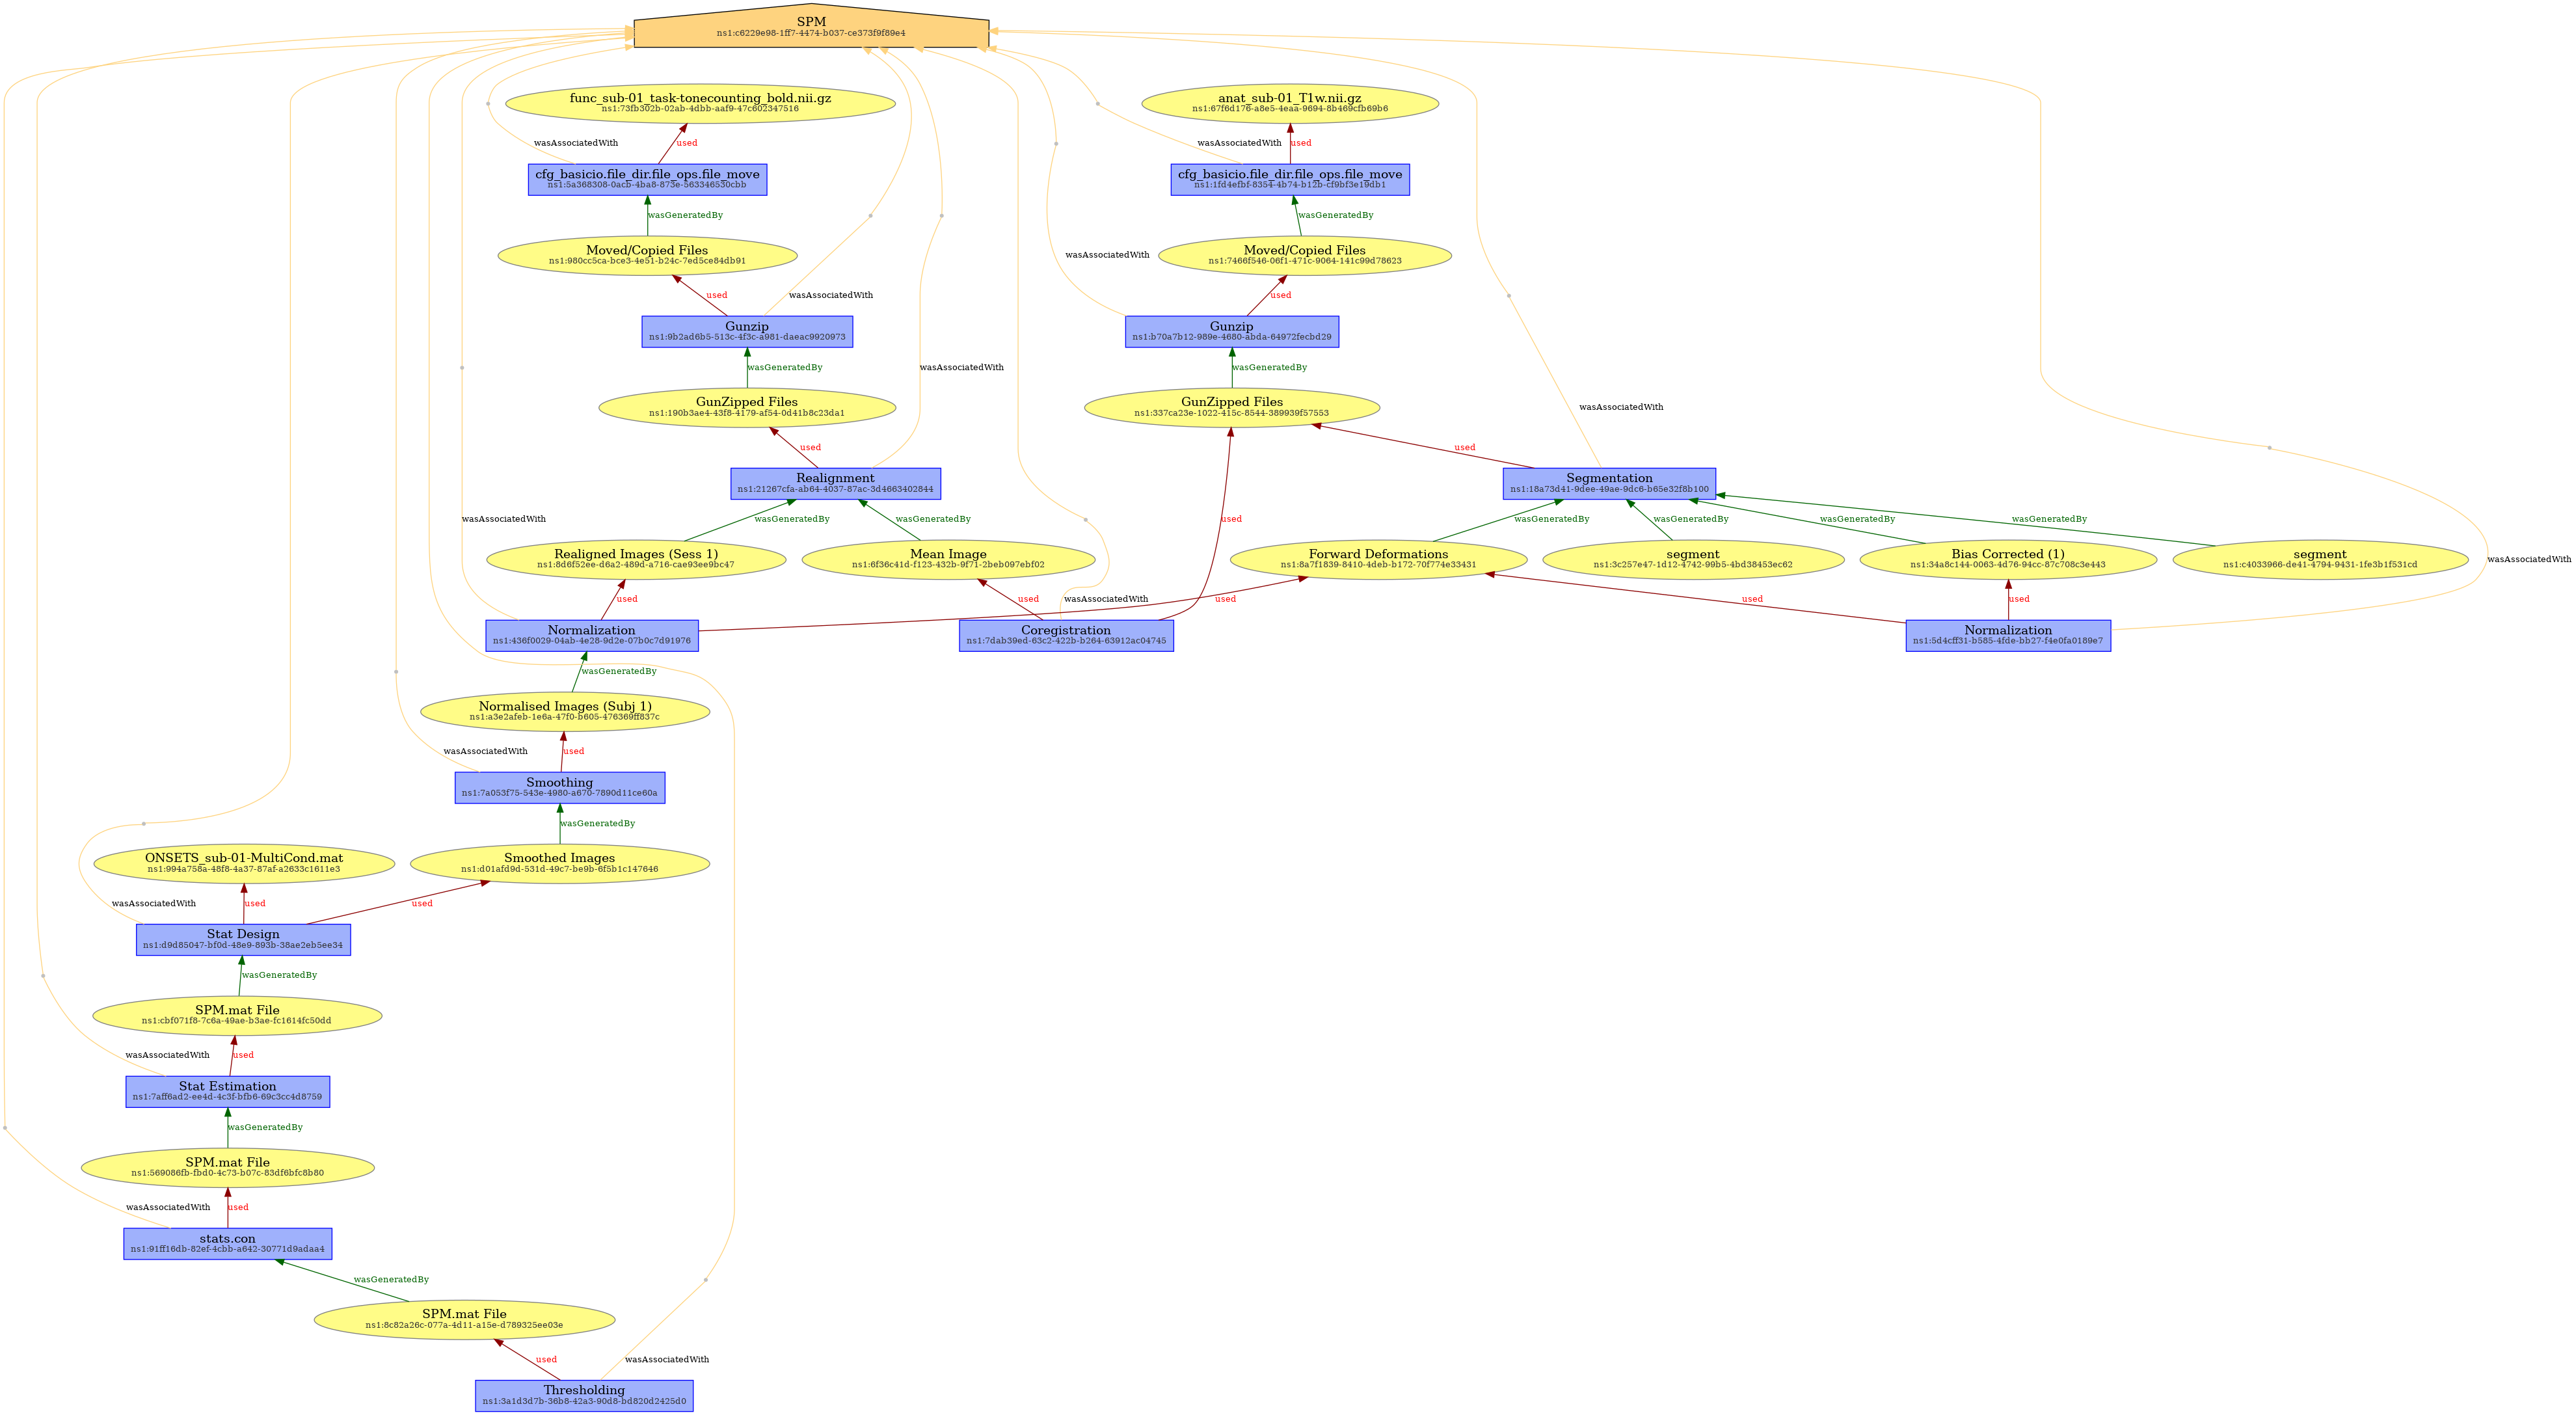 SPM
ns1:c6229e98-1ff7-4474-b037-ce373f9f89e4
func_sub-01_task-tonecounting_bold.nii.gz
ns1:73fb302b-02ab-4dbb-aaf9-47c602347516
anat_sub-01_T1w.nii.gz
ns1:67f6d176-a8e5-4eaa-9694-8b469cfb69b6
wasAssociatedWith
used
wasAssociatedWith
used
cfg_basicio.file_dir.file_ops.file_move
ns1:5a368308-0acb-4ba8-873e-563346530cbb
cfg_basicio.file_dir.file_ops.file_move
ns1:1fd4efbf-8354-4b74-b12b-cf9bf3e19db1
wasGeneratedBy
wasGeneratedBy
Moved/Copied Files
ns1:980cc5ca-bce3-4e51-b24c-7ed5ce84db91
wasAssociatedWith
Moved/Copied Files
ns1:7466f546-06f1-471c-9064-141c99d78623
used
wasAssociatedWith
used
Gunzip
ns1:9b2ad6b5-513c-4f3c-a981-daeac9920973
Gunzip
ns1:b70a7b12-989e-4680-abda-64972fecbd29
wasGeneratedBy
wasAssociatedWith
wasGeneratedBy
GunZipped Files
ns1:190b3ae4-43f8-4179-af54-0d41b8c23da1
GunZipped Files
ns1:337ca23e-1022-415c-8544-389939f57553
wasAssociatedWith
used
used
Realignment
ns1:21267cfa-ab64-4037-87ac-3d4663402844
Segmentation
ns1:18a73d41-9dee-49ae-9dc6-b65e32f8b100
wasAssociatedWith
wasGeneratedBy
wasGeneratedBy
used
wasGeneratedBy
wasGeneratedBy
wasGeneratedBy
wasGeneratedBy
Realigned Images (Sess 1)
ns1:8d6f52ee-d6a2-489d-a716-cae93ee9bc47
Mean Image
ns1:6f36c41d-f123-432b-9f71-2beb097ebf02
Forward Deformations
ns1:8a7f1839-8410-4deb-b172-70f774e33431
segment
ns1:3c257e47-1d12-4742-99b5-4bd38453ec62
Bias Corrected (1)
ns1:34a8c144-0063-4d76-94cc-87c708c3e443
segment
ns1:c4033966-de41-4794-9431-1fe3b1f531cd
wasAssociatedWith
used
used
wasAssociatedWith
used
used
used
Normalization
ns1:436f0029-04ab-4e28-9d2e-07b0c7d91976
Coregistration
ns1:7dab39ed-63c2-422b-b264-63912ac04745
Normalization
ns1:5d4cff31-b585-4fde-bb27-f4e0fa0189e7
wasGeneratedBy
Normalised Images (Subj 1)
ns1:a3e2afeb-1e6a-47f0-b605-476369ff837c
wasAssociatedWith
used
Smoothing
ns1:7a053f75-543e-4980-a670-7890d11ce60a
wasGeneratedBy
ONSETS_sub-01-MultiCond.mat
ns1:994a758a-48f8-4a37-87af-a2633c1611e3
Smoothed Images
ns1:d01afd9d-531d-49c7-be9b-6f5b1c147646
wasAssociatedWith
used
used
Stat Design
ns1:d9d85047-bf0d-48e9-893b-38ae2eb5ee34
wasGeneratedBy
SPM.mat File
ns1:cbf071f8-7c6a-49ae-b3ae-fc1614fc50dd
wasAssociatedWith
used
Stat Estimation
ns1:7aff6ad2-ee4d-4c3f-bfb6-69c3cc4d8759
wasGeneratedBy
SPM.mat File
ns1:569086fb-fbd0-4c73-b07c-83df6bfc8b80
wasAssociatedWith
used
stats.con
ns1:91ff16db-82ef-4cbb-a642-30771d9adaa4
wasGeneratedBy
SPM.mat File
ns1:8c82a26c-077a-4d11-a15e-d789325ee03e
used
wasAssociatedWith
Thresholding
ns1:3a1d3d7b-36b8-42a3-90d8-bd820d2425d0